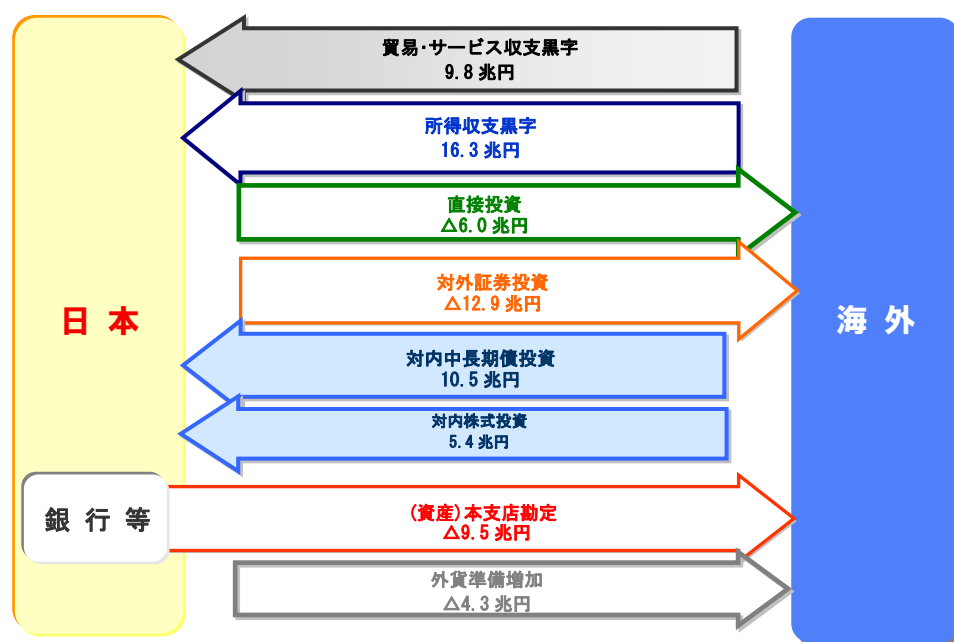 貿易・サービス収支黒字
9.8兆円
所得収支黒字
16.3兆円
直接投資
△6.0兆円
対外証券投資
△12.9兆円
日本
海外
対内中長期債投資
10.5兆円
対内株式投資
5.4兆円
銀行等
(資産)本支店勘定
△9.5兆円
外貨準備増加
△4.3兆円